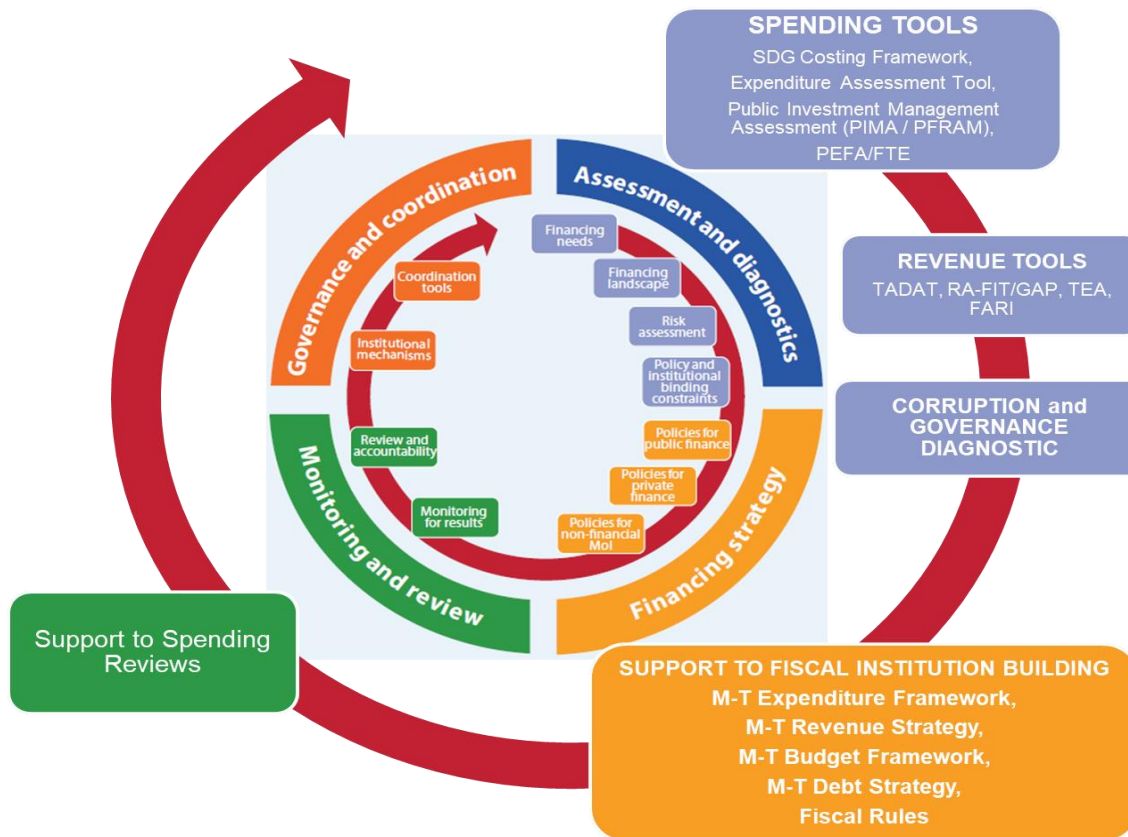 SPENDING TOOLS
SDG Costing Framework,
Expenditure Assessment Tool,
Public Investment Management
Assessment (PIMA / PFRAM),
PEFA/FTE
REVENUE TOOLS
TADAT, RA-FIT/GAP, TEA,
FARI
CORRUPTION and
GOVERNANCE
DIAGNOSTIC
SUPPORT TO FISCAL INSTITUTION BUILDING
M-T Expenditure Framework,
M-T Revenue Strategy,
M-T Budget Framework,
M-T Debt Strategy,
Fiscal Rules
Support to Spending
Reviews
Assessment and diagnostics
Financing
needs
Financing
landscape
Risk
assessment
Policy and
institutional
binding
constraints
Financing strategy
Policies for
public finance
Policies for
private finance
Policies for
non-financial
MoI
Monitoring and review
Monitoring
for results
Review and
accountability
Governance and coordination
Institutional
mechanisms
Coordination
tools